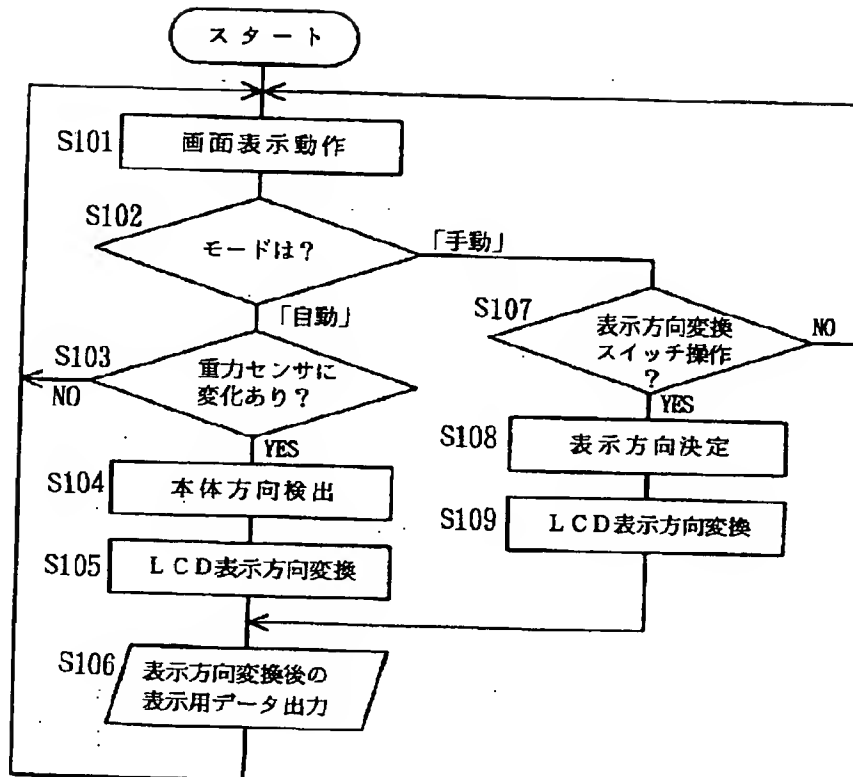 スタート
S101
画面表示動作
S102
モードは?
「手動」
「自動」
S103
重力センサに
変化あり?
NO
YES
S104
本体方向検出
S105
LCD表示方向変換
S106
表示方向変換後の
表示用データ出力
S107
表示方向変換
スイッチ操作
?
NO
YES
S108
表示方向決定
S109
LCD表示方向変換